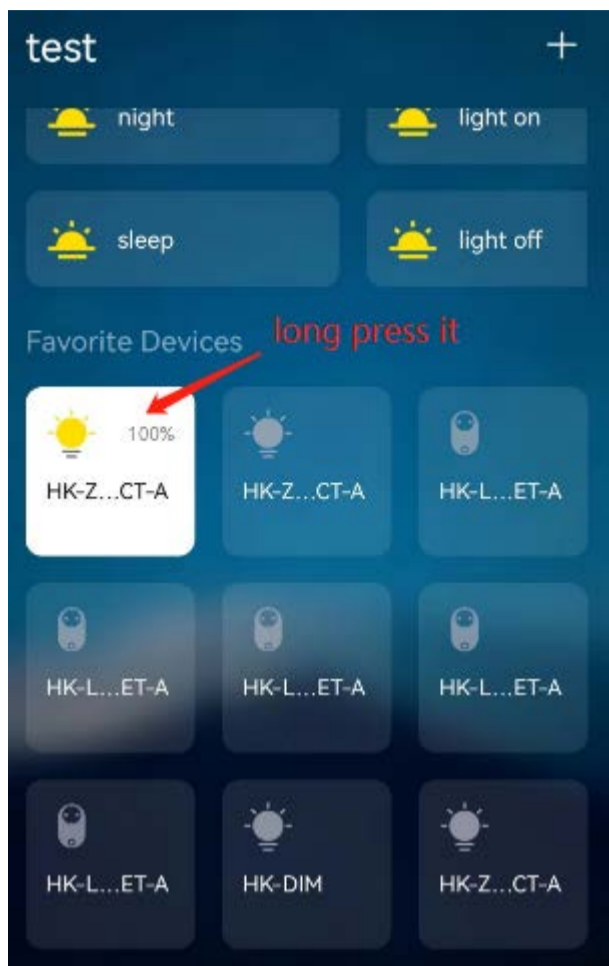 test +
night
light on
sleep
light off
Favorite Devices
long press it
100%
HK-Z...CT-A
HK-Z...CT-A
HK-L...ET-A
HK-L...ET-A
HK-L...ET-A
HK-L...ET-A
HK-L...ET-A
HK-DIM
HK-Z...CT-A